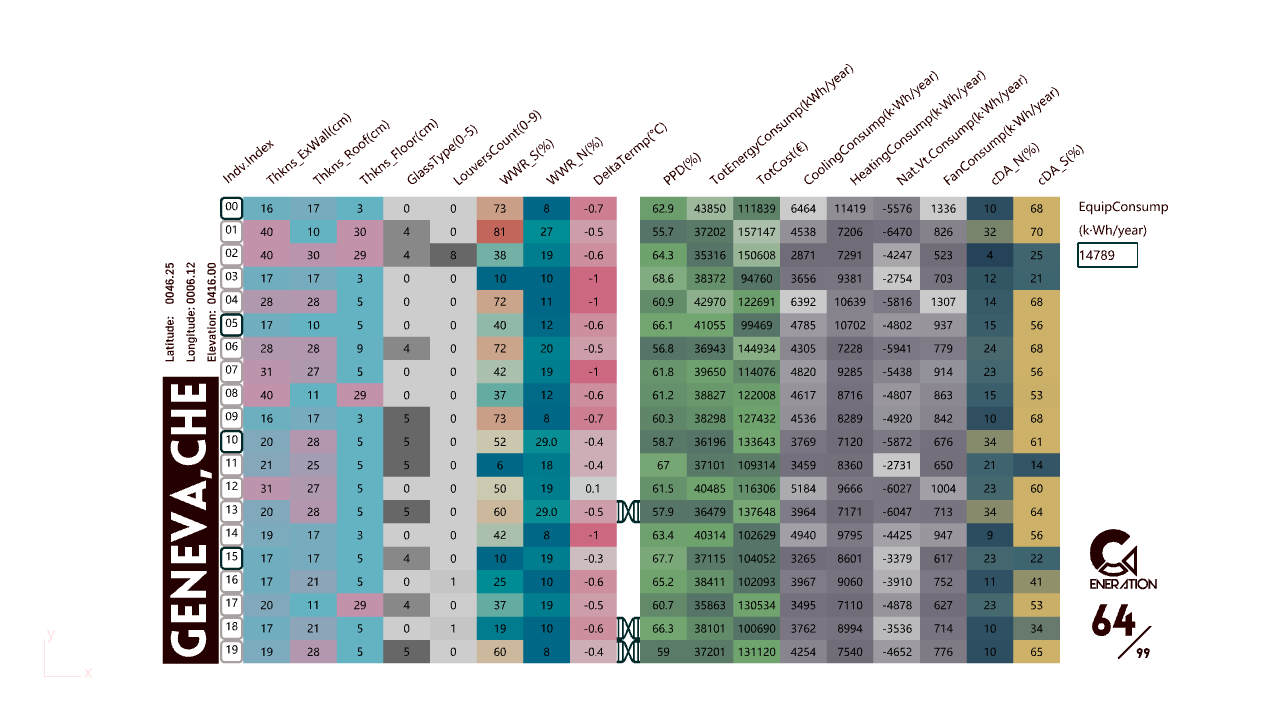 Indv.Index Thkns_ExWall(cm) Thkns_Roof(cm) Thkns_Floor(cm) GlassType(0-5) LouversCount(0-9) WWR_S(%) WWR_N(%) DeltaTermp(°C) PPD(%) TotEnergyConsump(kWh/year) TotCost(€) CoolingConsump(k·Wh/year) HeatingConsump(k·Wh/year) Nat.Vt.Consump(k·Wh/year) FanConsump(k·Wh/year) cDA_N(%) cDA_S(%)
00 16 17 3 0 0 73 8 -0.7 62.9 43850 111839 6464 11419 -5576 1336 10 68
01 40 10 30 4 0 81 27 -0.5 55.7 37202 157147 4538 7206 -6470 826 32 70
02 40 30 29 4 8 38 19 -0.6 64.3 35316 150608 2871 7291 -4247 523 4 25
03 17 17 3 0 0 10 10 -1 68.6 38372 94760 3656 9381 -2754 703 12 21
04 28 28 5 0 0 72 11 -1 60.9 42970 122691 6392 10639 -5816 1307 14 68
05 17 10 5 0 0 40 12 -0.6 66.1 41055 99469 4785 10702 -4802 937 15 56
06 28 28 9 4 0 72 20 -0.5 56.8 36943 144934 4305 7228 -5941 779 24 68
07 31 27 5 0 0 42 19 -1 61.8 39650 114076 4820 9285 -5438 914 23 56
08 40 11 29 0 0 37 12 -0.6 61.2 38827 122008 4617 8716 -4807 863 15 53
09 16 17 3 5 0 73 8 -0.7 60.3 38298 127432 4536 8289 -4920 842 10 68
10 20 28 5 5 0 52 29.0 -0.4 58.7 36196 133643 3769 7120 -5872 676 34 61
11 21 25 5 5 0 6 18 -0.4 67 37101 109314 3459 8360 -2731 650 21 14
12 31 27 5 0 0 50 19 0.1 61.5 40485 116306 5184 9666 -6027 1004 23 60
13 20 28 5 5 0 60 29.0 -0.5 57.9 36479 137648 3964 7171 -6047 713 34 64
14 19 17 3 0 0 42 8 -1 63.4 40314 102629 4940 9795 -4425 947 9 56
15 17 17 5 4 0 10 19 -0.3 67.7 37115 104052 3265 8601 -3379 617 23 22
16 17 21 5 0 1 25 10 -0.6 65.2 38411 102093 3967 9060 -3910 752 11 41
17 20 11 29 4 0 37 19 -0.5 60.7 35863 130534 3495 7110 -4878 627 23 53
18 17 21 5 0 1 19 10 -0.6 66.3 38101 100690 3762 8994 -3536 714 10 34
19 19 28 5 5 0 60 8 -0.4 59 37201 131120 4254 7540 -4652 776 10 65
EquipConsump
(k·Wh/year)
14789
Latitude: 0046.25
Longitude: 0006.12
Elevation: 0416.00
GENEVA,CHE
ENERATION
64/99
y
x